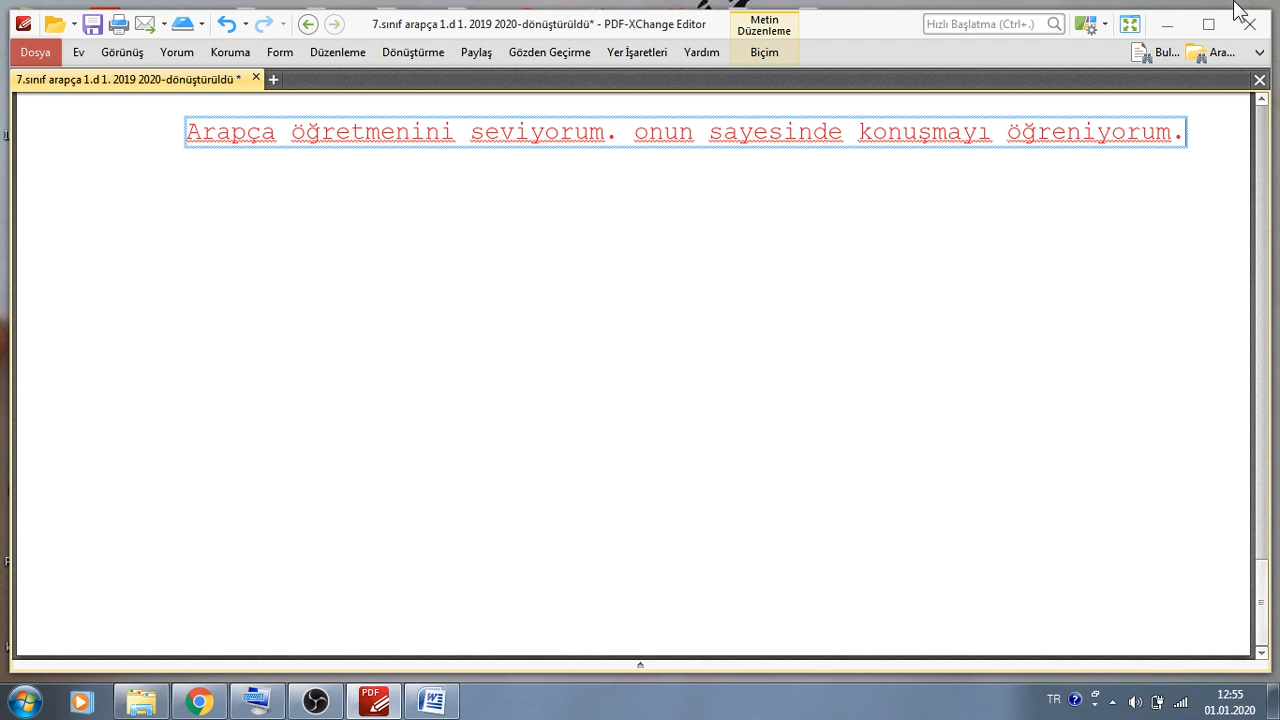 7.sınıf arapça 1.d 1. 2019 2020-dönüştürüldü* - PDF-XChange Editor
Metin Düzenleme
Hızlı Başlatma (Ctrl+.)
Dosya Ev Görünüş Yorum Koruma Form Düzenleme Dönüştürme Paylaş Gözden Geçirme Yer İşaretleri Yardım Biçim Bul... Ara...
7.sınıf arapça 1.d 1. 2019 2020-dönüştürüldü *
Arapça öğretmenini seviyorum. onun sayesinde konuşmayı öğreniyorum.
PDF
TR
12:55
01.01.2020